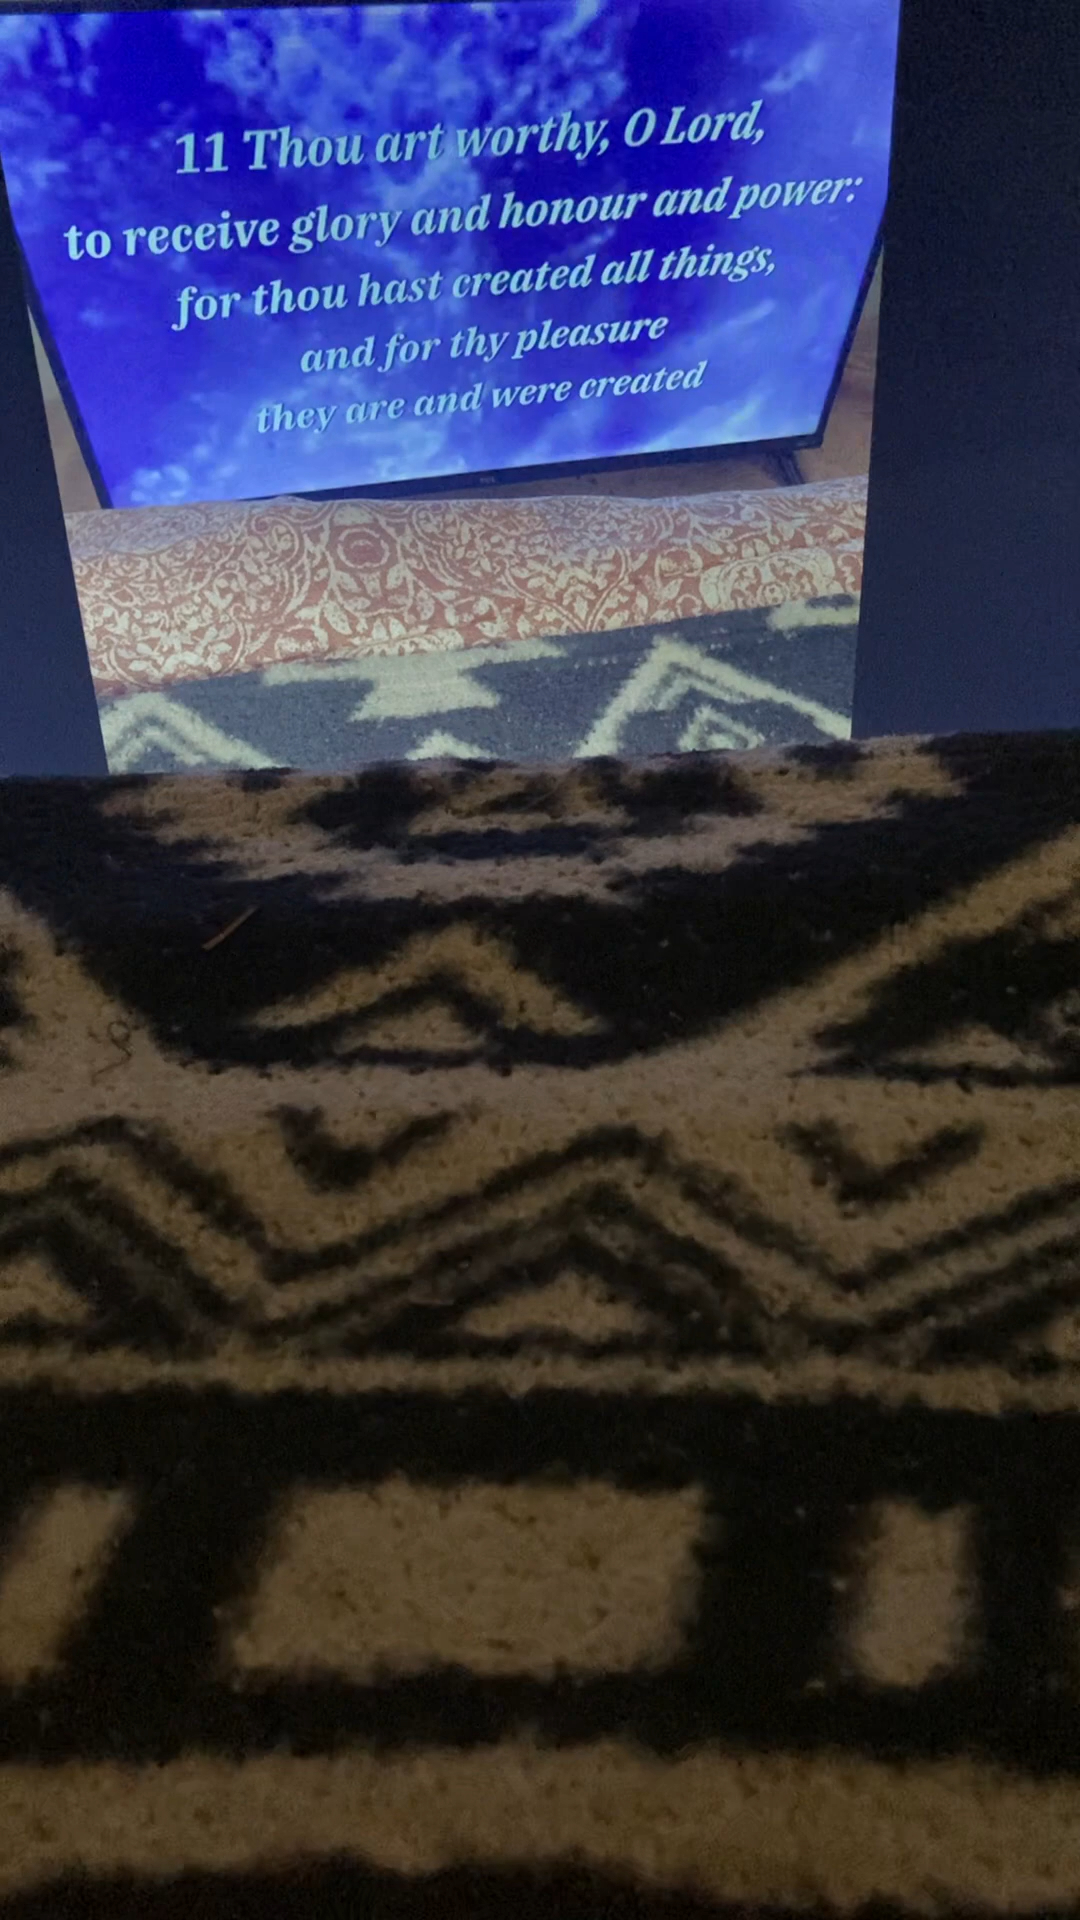 11 Thou art worthy, O Lord,
to receive glory and honour and power:
for thou hast created all things,
and for thy pleasure
they are and were created